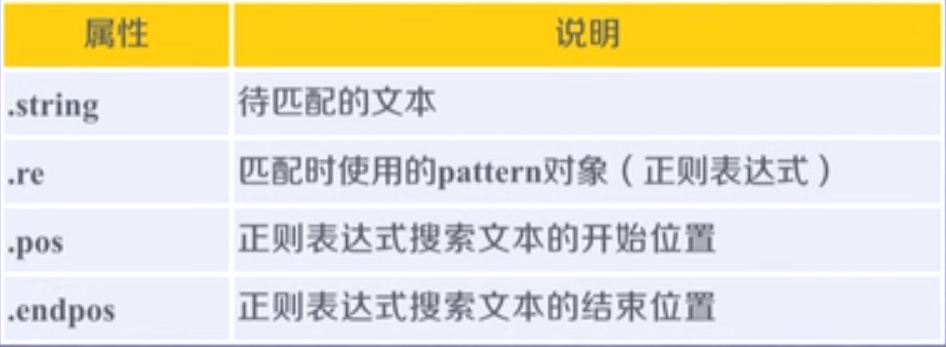 属性 说明
.string 待匹配的文本
.re 匹配时使用的pattern对象（正则表达式）
.pos 正则表达式搜索文本的开始位置
.endpos 正则表达式搜索文本的结束位置